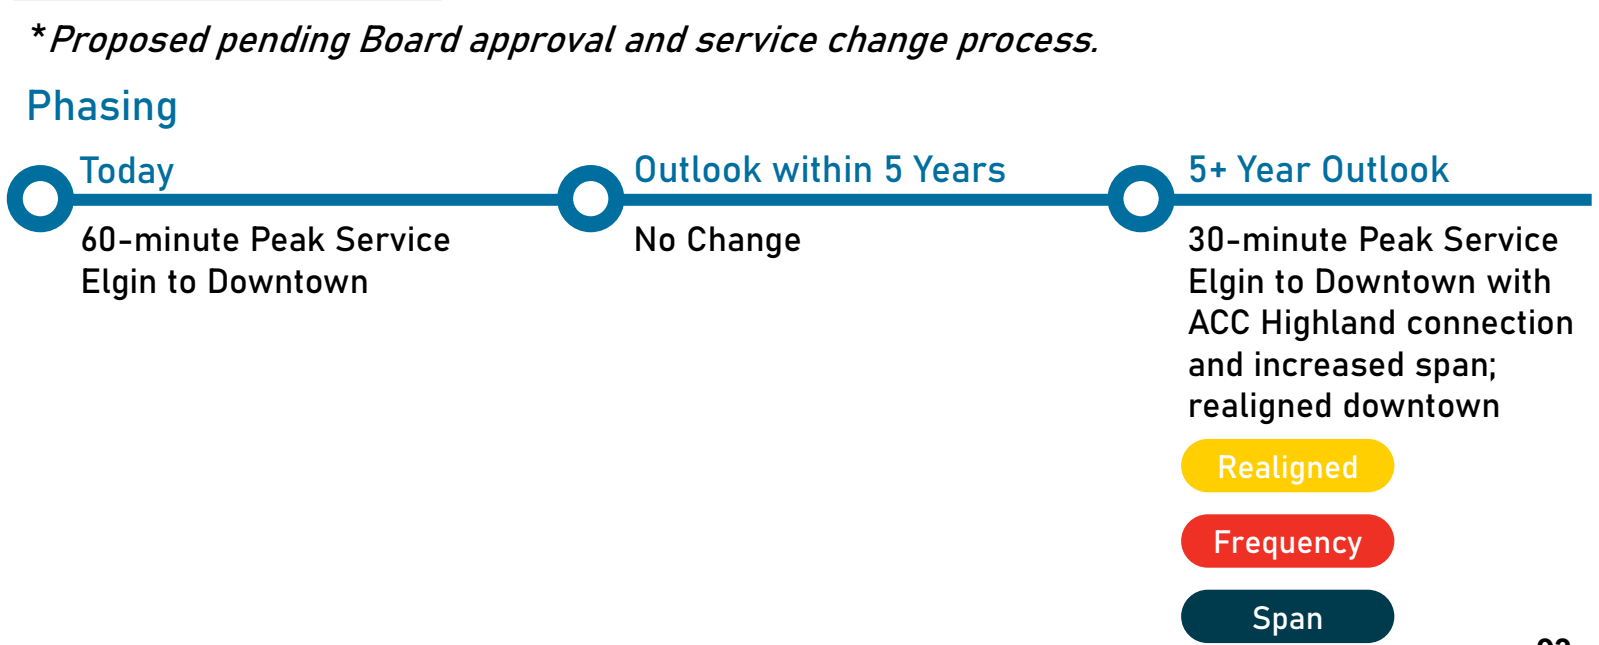 *Proposed pending Board approval and service change process.
Phasing
Today
60-minute Peak Service
Elgin to Downtown
Outlook within 5 Years
No Change
5+ Year Outlook
30-minute Peak Service
Elgin to Downtown with
ACC Highland connection
and increased span;
realigned downtown
Realigned
Frequency
Span